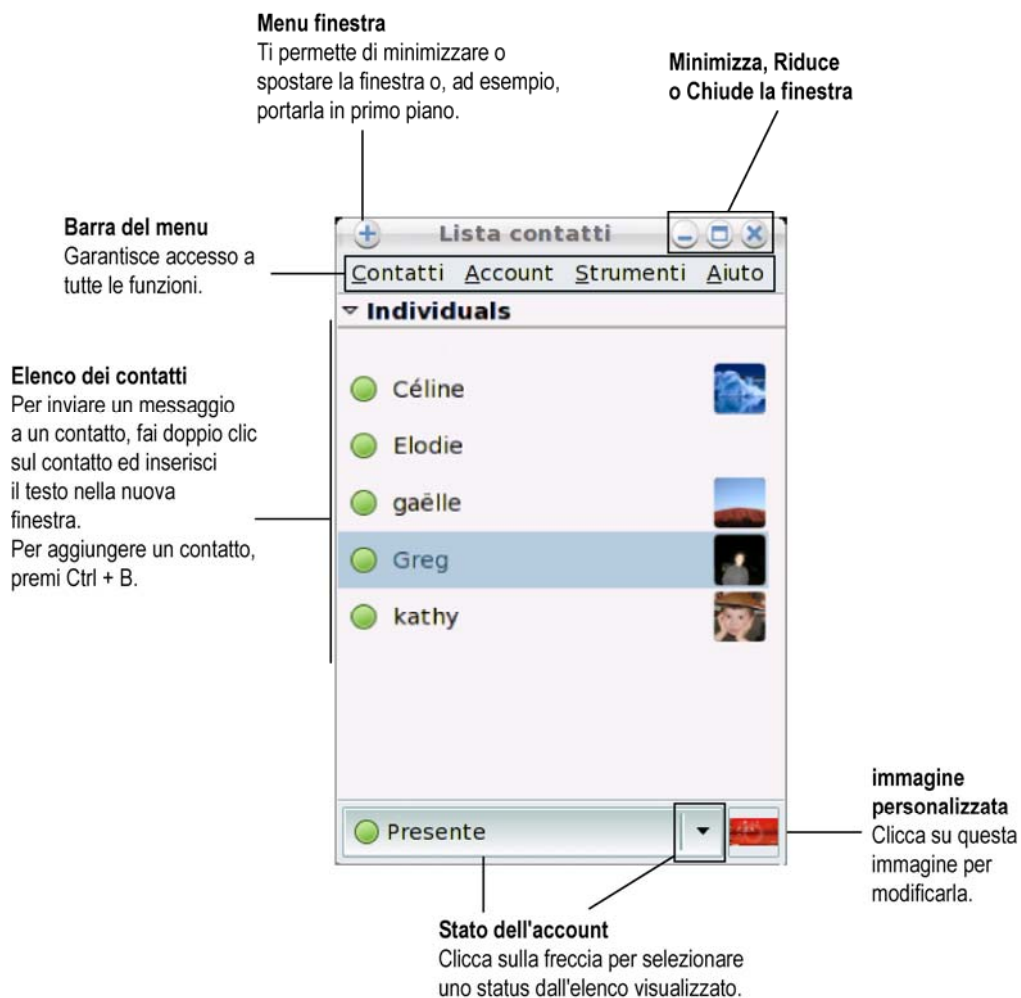 Menu finestra
Ti permette di minimizzare o
spostare la finestra o, ad esempio,
portarla in primo piano.
Minimizza, Riduce
o Chiude la finestra
Barra del menu
Garantisce accesso a
tutte le funzioni.
Lista contatti
Contatti Account Strumenti Aiuto
Individuals
Elenco dei contatti
Per inviare un messaggio
a un contatto, fai doppio clic
sul contatto ed inserisci
il testo nella nuova
finestra.
Per aggiungere un contatto,
premi Ctrl + B.
Céline
Elodie
gaëlle
Greg
kathy
Presente
immagine
personalizzata
Clicca su questa
immagine per
modificarla.
Stato dell'account
Clicca sulla freccia per selezionare
uno status dall'elenco visualizzato.